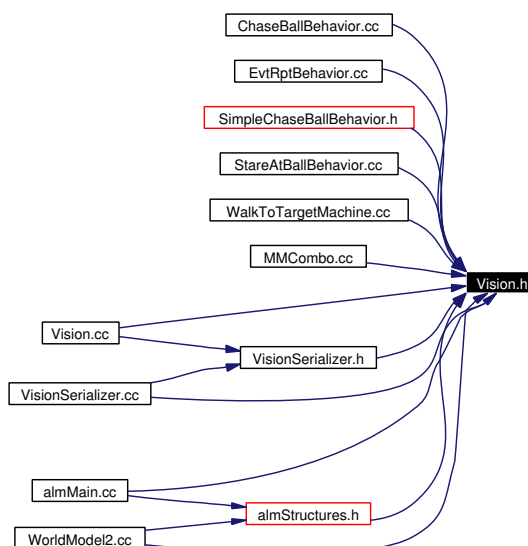 ChaseBallBehavior.cc
EvtRptBehavior.cc
SimpleChaseBallBehavior.h
StareAtBallBehavior.cc
WalkToTargetMachine.cc
MMCombo.cc
Vision.h
Vision.cc
VisionSerializer.h
VisionSerializer.cc
almMain.cc
almStructures.h
WorldModel2.cc